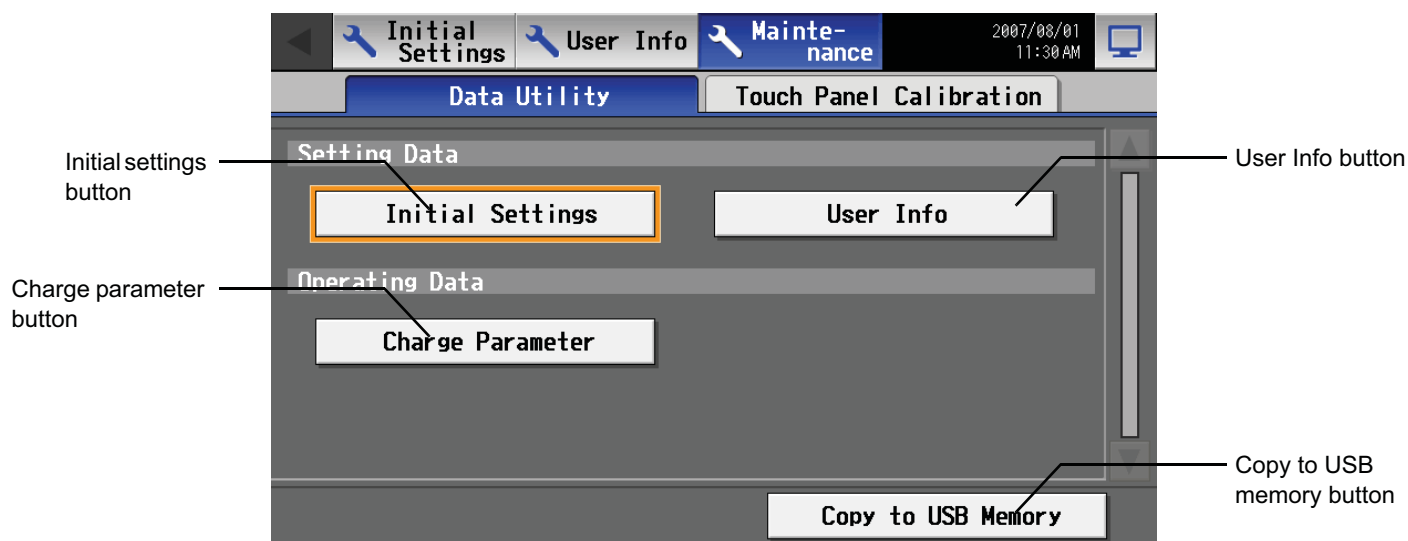 Initial
Settings
User Info
Mainte-
nance
2007/08/01
11:30 AM
Data Utility
Touch Panel Calibration
Setting Data
Initial settings
button
User Info button
Initial Settings
User Info
Operating Data
Charge parameter
button
Charge Parameter
Copy to USB
memory button
Copy to USB Memory